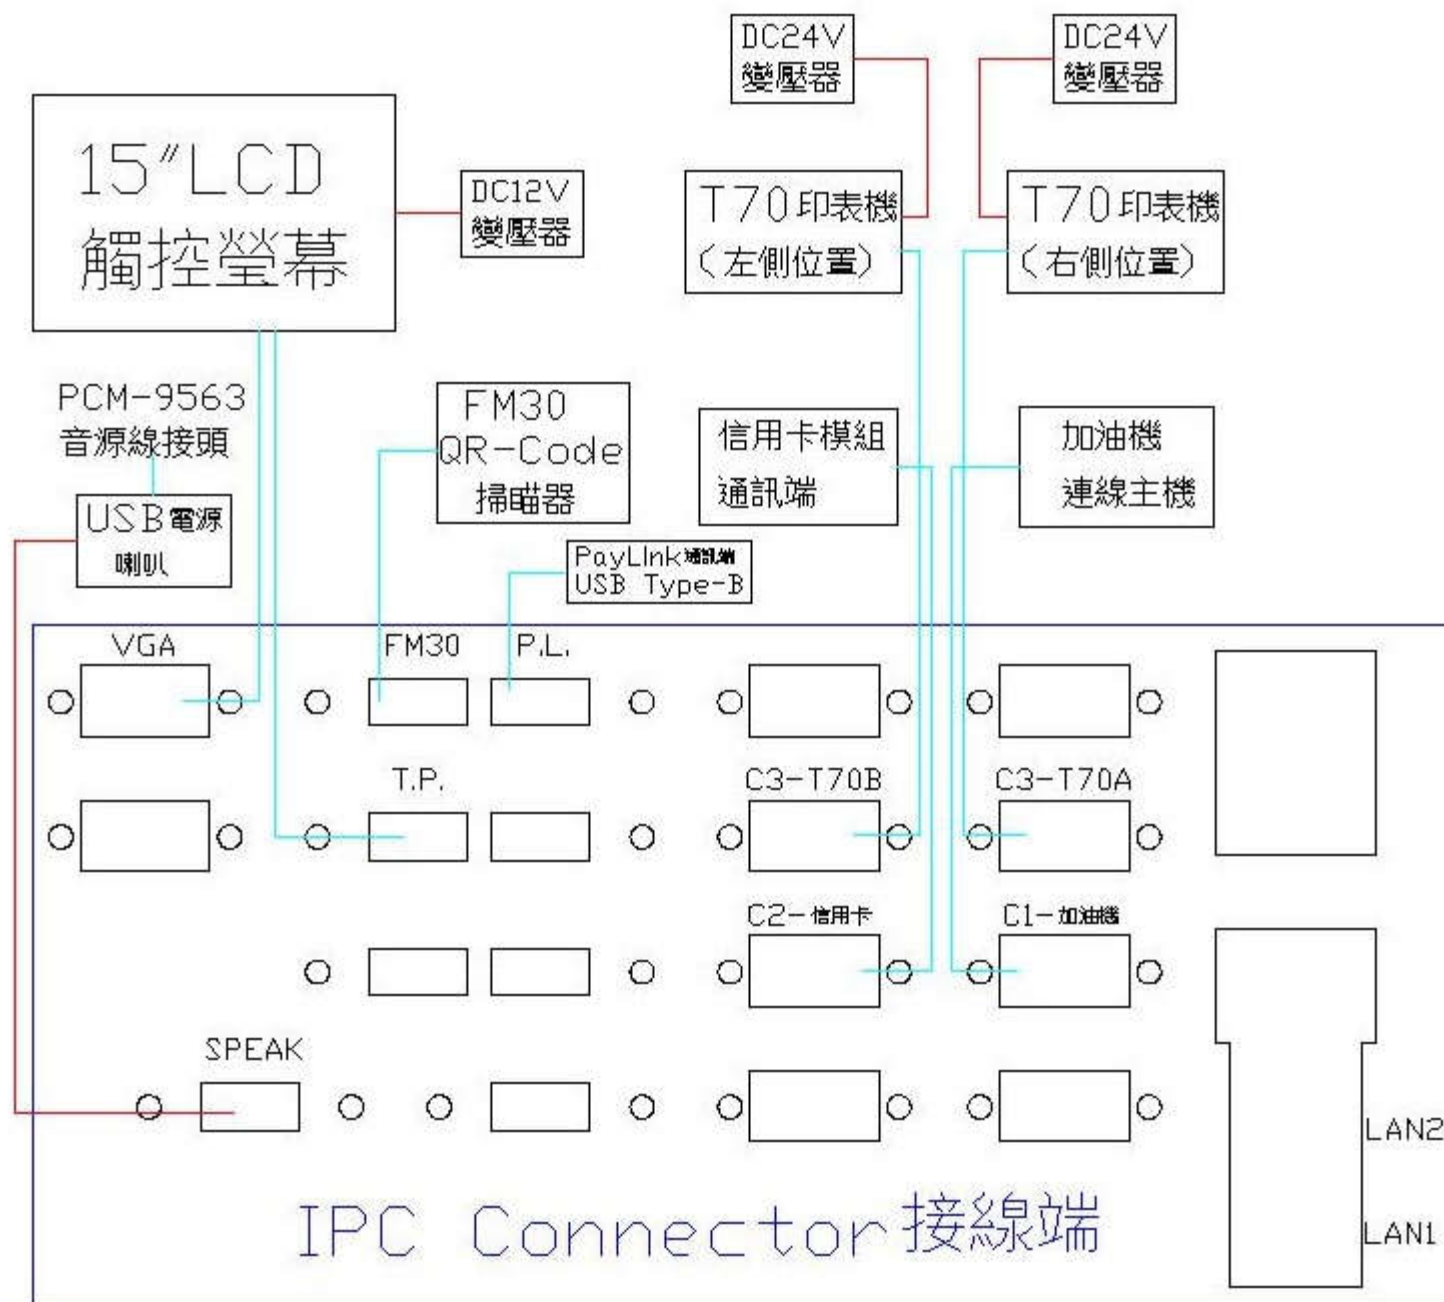 DC24V
變壓器
DC24V
變壓器
15"LCD
觸控螢幕
DC12V
變壓器
T70印表機
(左側位置)
T70印表機
(右側位置)
PCM-9563
音源線接頭
USB電源
喇叭
FM30
QR-Code
掃瞄器
信用卡模組
通訊端
加油機
連線主機
PayLInk通訊端
USB Type-B
VGA
FM30
P.L.
T.P.
C3-T70B
C3-T70A
C2-信用卡
C1-加油機
SPEAK
LAN2
LAN1
IPC Connector接線端